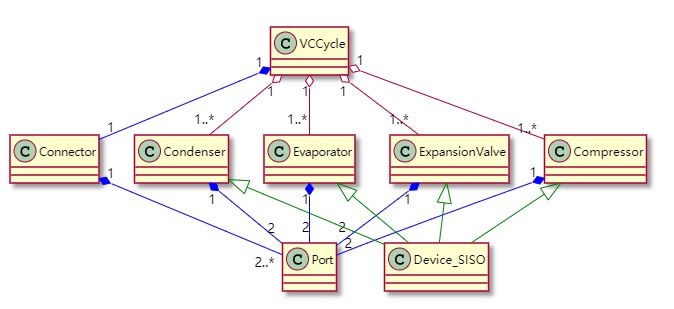 C VCCycle
1 1 1 1 1
1 1..* 1..* 1..* 1..*
C Connector C Condenser C Evaporator C ExpansionValve C Compressor
1 1 1 1 1
2..* 2 2 2 2
C Port C Device_SISO